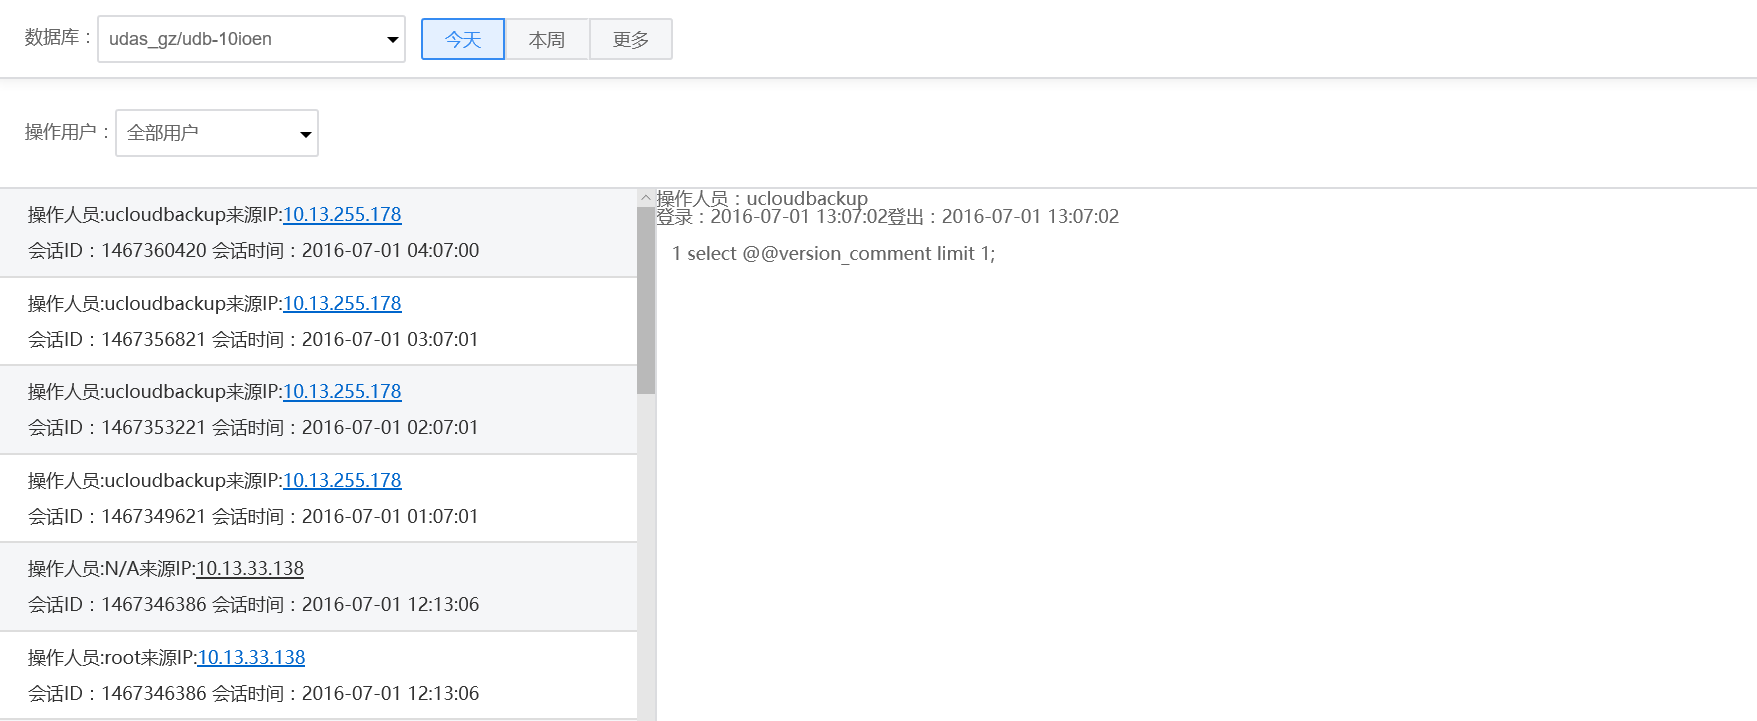 数据库：
udas_gz/udb-10ioen
今天
本周
更多
操作用户：
全部用户
操作人员:ucloudbackup来源IP:10.13.255.178
会话ID：1467360420 会话时间：2016-07-01 04:07:00
操作人员:ucloudbackup来源IP:10.13.255.178
会话ID：1467356821 会话时间：2016-07-01 03:07:01
操作人员:ucloudbackup来源IP:10.13.255.178
会话ID：1467353221 会话时间：2016-07-01 02:07:01
操作人员:ucloudbackup来源IP:10.13.255.178
会话ID：1467349621 会话时间：2016-07-01 01:07:01
操作人员:N/A来源IP:10.13.33.138
会话ID：1467346386 会话时间：2016-07-01 12:13:06
操作人员:root来源IP:10.13.33.138
会话ID：1467346386 会话时间：2016-07-01 12:13:06
操作人员：ucloudbackup
登录：2016-07-01 13:07:02登出：2016-07-01 13:07:02
1 select @@version_comment limit 1;